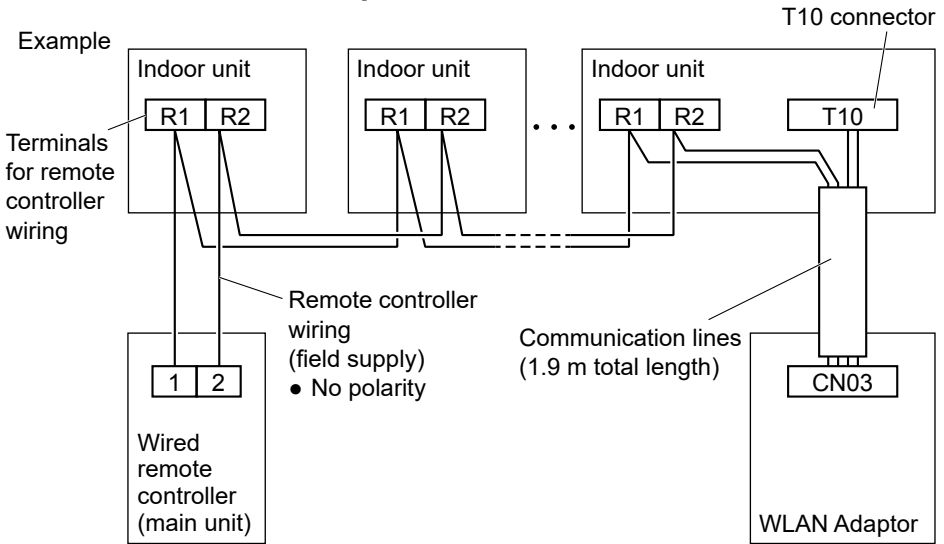 T10 connector
Example
Indoor unit
Indoor unit
Indoor unit
R1 R2
R1 R2
. . .
R1 R2
T10
Terminals
for remote
controller
wiring
Remote controller
wiring
(field supply)
● No polarity
Communication lines
(1.9 m total length)
1 2
CN03
Wired
remote
controller
(main unit)
WLAN Adaptor